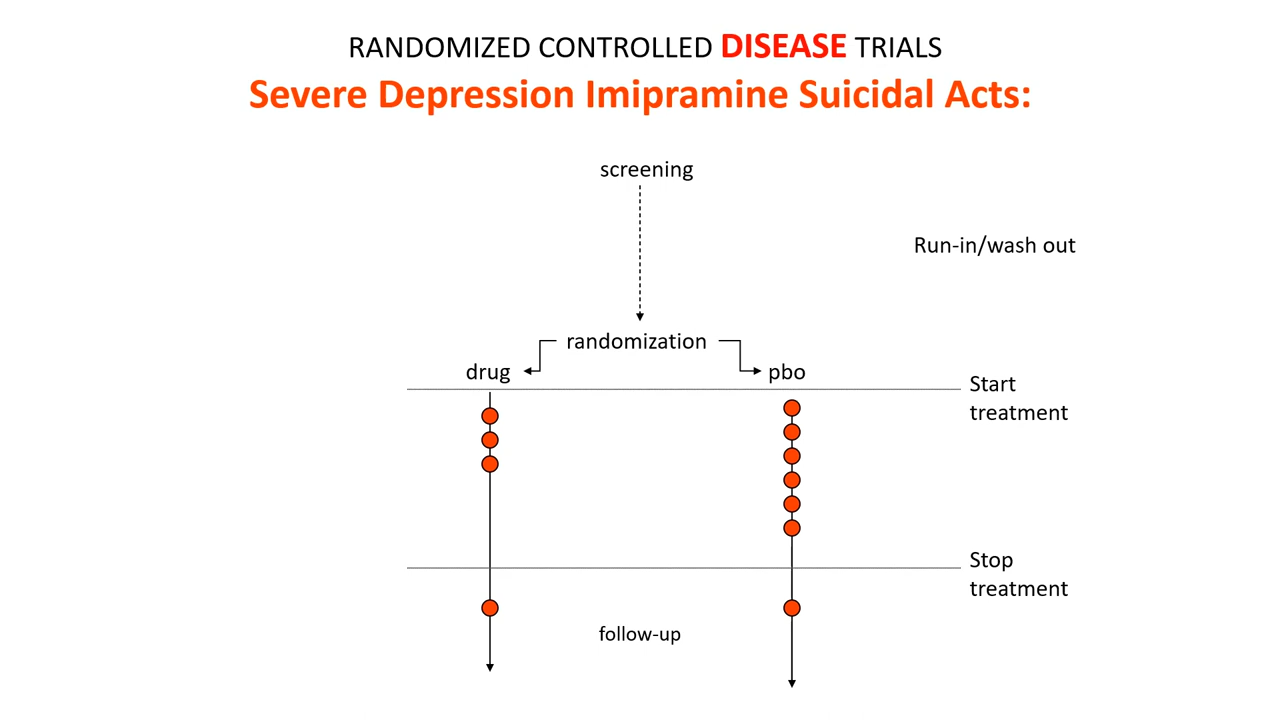 RANDOMIZED CONTROLLED DISEASE TRIALS
Severe Depression Imipramine Suicidal Acts:
screening
Run-in/wash out
randomization
drug
pbo
Start
treatment
Stop
treatment
follow-up